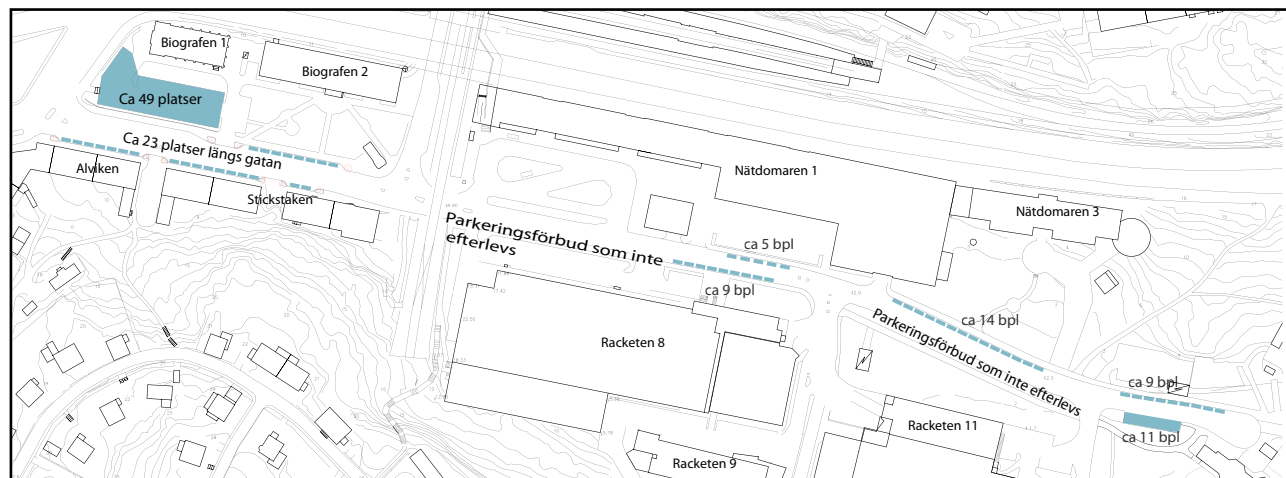 Biografen 1
Biografen 2
Ca 49 platser
Ca 23 platser längs gatan
Alviken
Stickstaken
Nätdomaren 1
Nätdomaren 3
Parkeringsförbud som inte
efterlevs
ca 5 bpl
ca 9 bpl
Racketen 8
ca 14 bpl
Parkeringsförbud som inte efterlevs
ca 9 bpl
ca 11 bpl
Racketen 11
Racketen 9